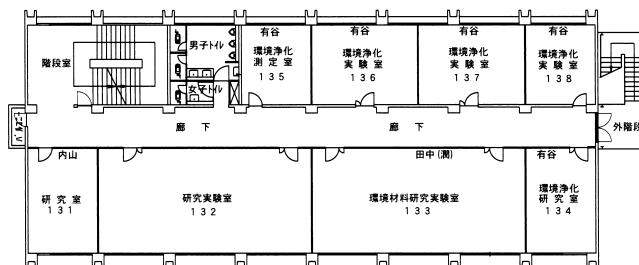 階段室
男子トイレ
女子トイレ
有谷
環境浄化
測定室
135
有谷
環境浄化
実験室
136
有谷
環境浄化
実験室
137
有谷
環境浄化
実験室
138
バルコニー
廊下
廊下
外階段
内山
研究室
131
研究実験室
132
田中(潤)
環境材料研究実験室
133
有谷
環境浄化
研究室
134